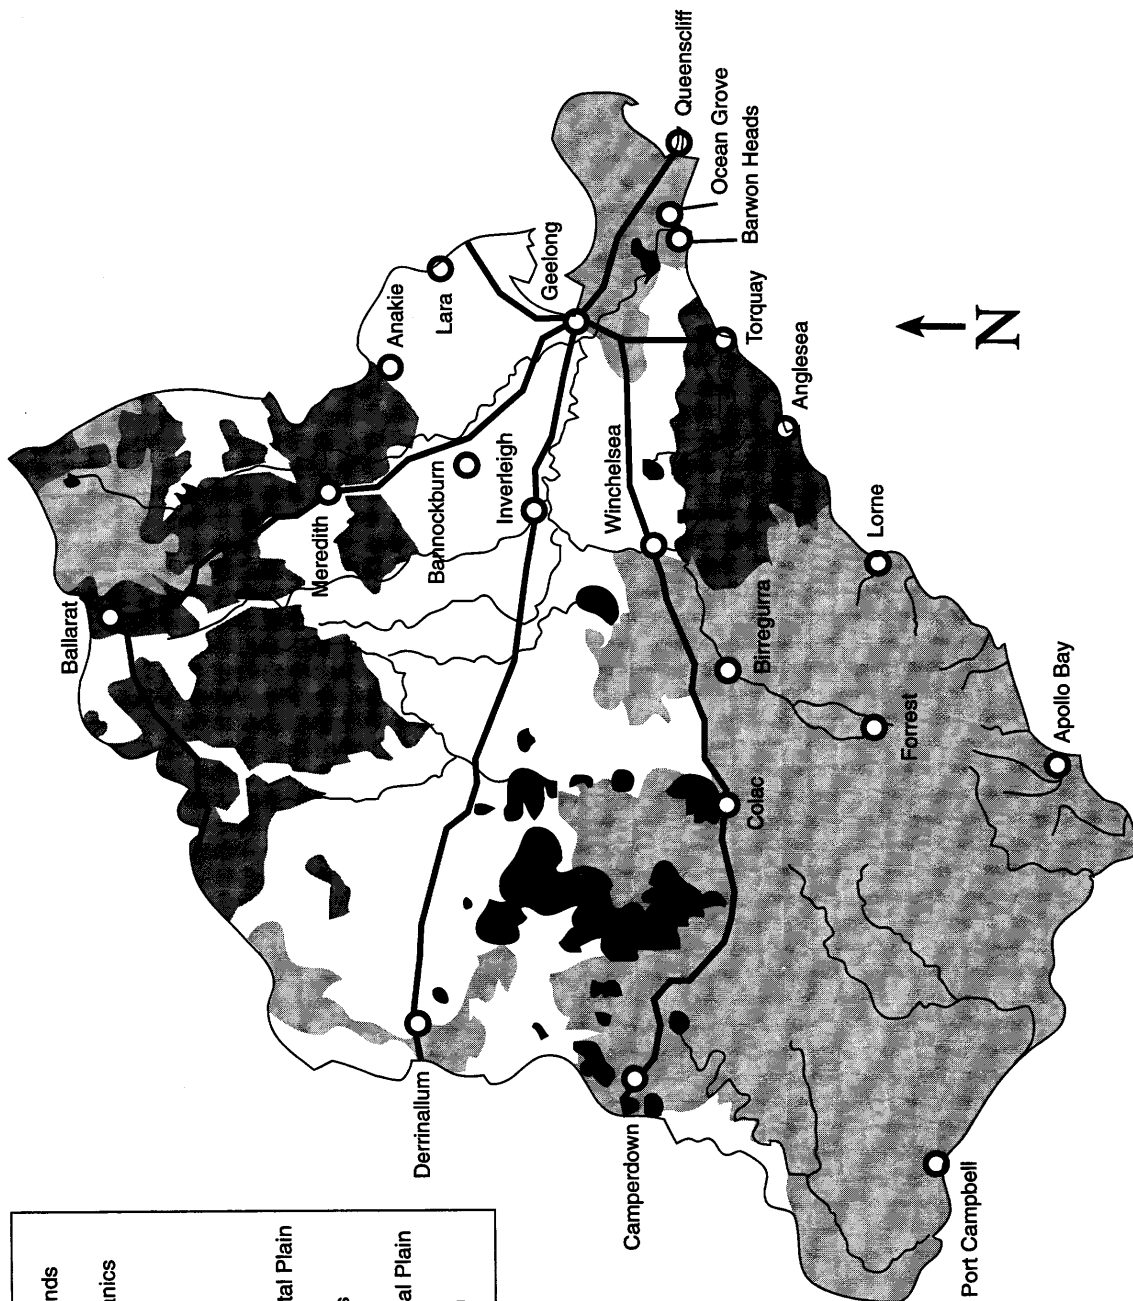 Ballarat
Meredith
Anakie
Lara
Bannockburn
Geelong
Inverleigh
Queenscliff
Ocean Grove
Barwon Heads
Winchelsea
Torquay
Anglesea
Derrinallum
Camperdown
Colac
Birregurra
Lorne
Forrest
Apollo Bay
Port Campbell
N
nds
anics
tal Plain
s
al Plain